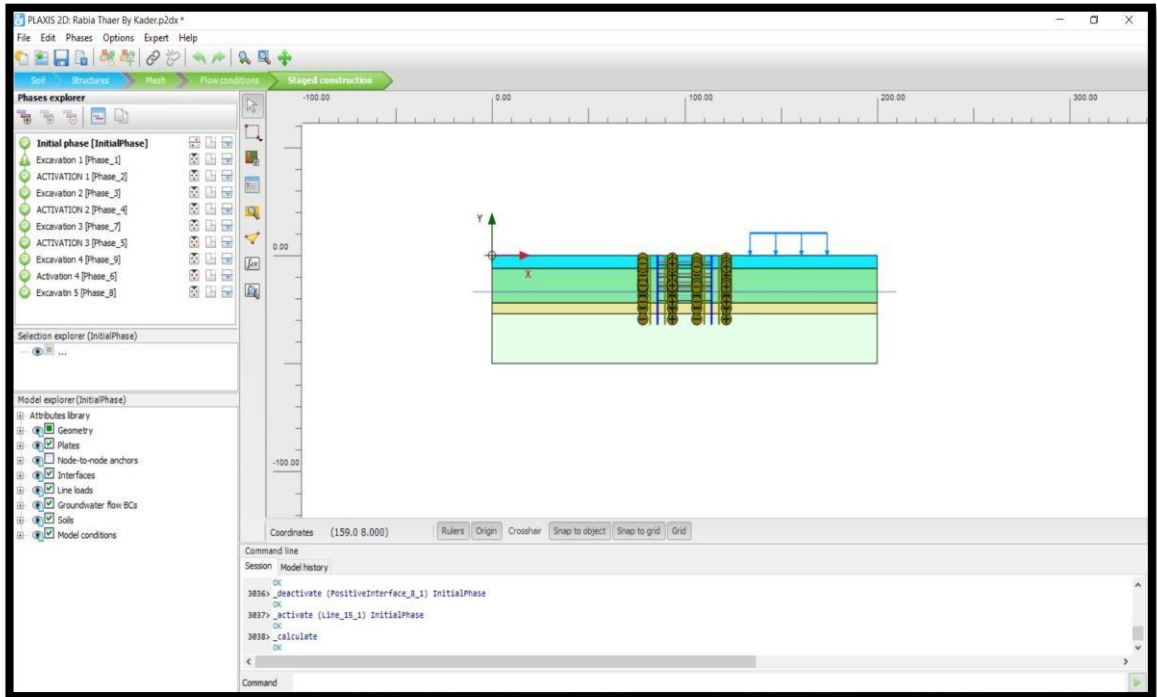 PLAXIS 2D: Rabia Thaer By Kader.p2dx *
File Edit Phases Options Expert Help
Soil Structures Mesh Flow conditions Staged construction
Phases explorer
Initial phase [InitialPhase]
Excavation 1 [Phase_1]
ACTIVATION 1 [Phase_2]
Excavation 2 [Phase_3]
ACTIVATION 2 [Phase_4]
Excavation 3 [Phase_7]
ACTIVATION 3 [Phase_5]
Excavation 4 [Phase_9]
Activation 4 [Phase_6]
Excavatin 5 [Phase_8]
Selection explorer (InitialPhase)
...
Model explorer (InitialPhase)
Attributes library
Geometry
Plates
Node-to-node anchors
Interfaces
Line loads
Groundwater flow BCs
Soils
Model conditions
-100.00 0.00 100.00 200.00 300.00
0.00
-100.00
Y
X
Coordinates (159.0 8.000) Rulers Origin Crosshair Snap to object Snap to grid Grid
Command line
Session Model history
OK
3036> _deactivate (PositiveInterface_8_1) InitialPhase
OK
3037> _activate (Line_15_1) InitialPhase
OK
3038> _calculate
OK
Command